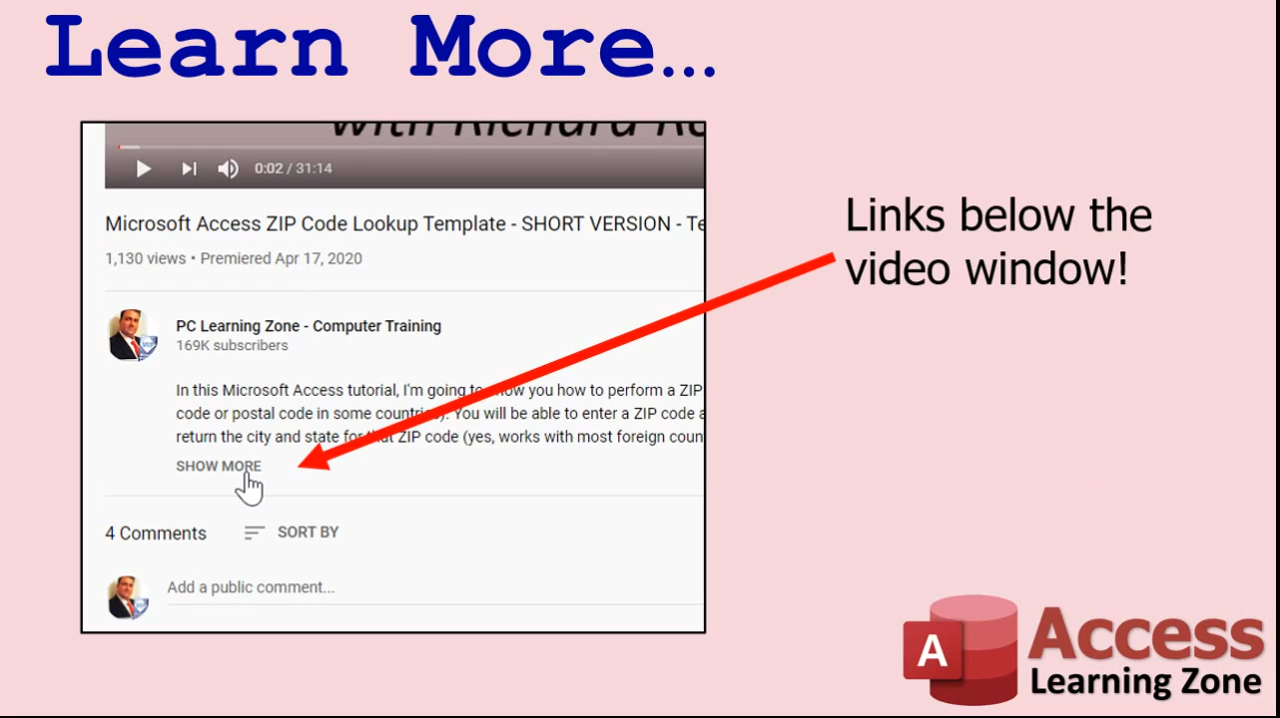 Learn More...
with Richard
0:02 / 31:14
Microsoft Access ZIP Code Lookup Template - SHORT VERSION -
1,130 views • Premiered Apr 17, 2020
PC Learning Zone - Computer Training
169K subscribers
In this Microsoft Access tutorial, I'm going to show you how to perform a ZIP
code or postal code in some countries). You will be able to enter a ZIP code
return the city and state for that ZIP code (yes, works with most foreign
SHOW MORE
4 Comments
SORT BY
Add a public comment...
Links below the
video window!
A
Access
Learning Zone